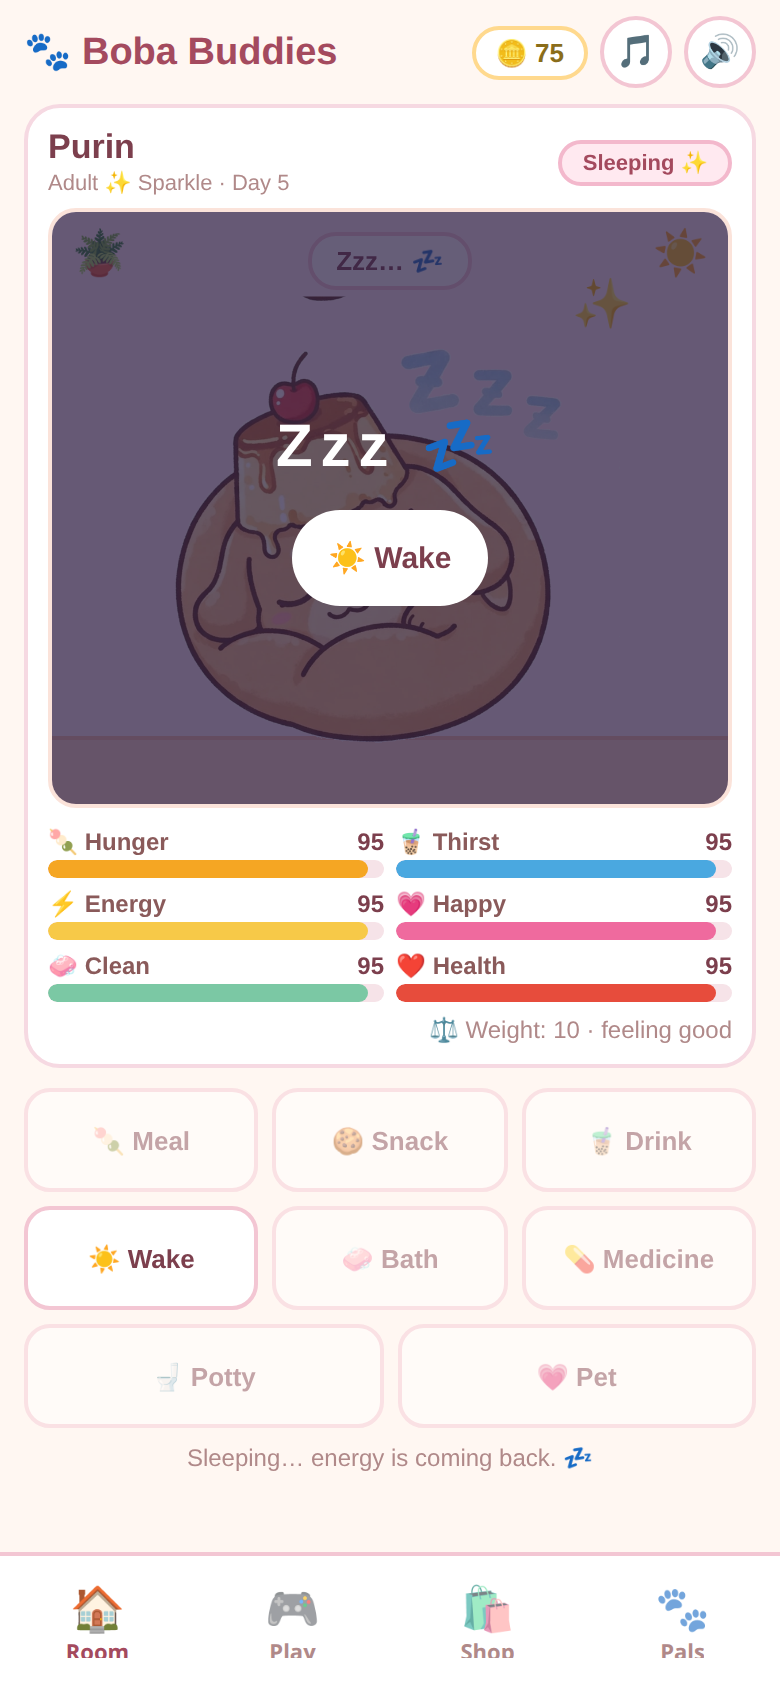 🐾 Boba Buddies
🪙 75
🎵 🔊
Purin
Adult ✨ Sparkle · Day 5
Sleeping ✨
Zzz… 💤
Z z z
Z z z 💤
☀️ Wake
🍡 Hunger 95
🧋 Thirst 95
⚡ Energy 95
💗 Happy 95
🧼 Clean 95
❤️ Health 95
⚖️ Weight: 10 · feeling good
🍡 Meal
🍪 Snack
🧋 Drink
☀️ Wake
🧼 Bath
💊 Medicine
🚽 Potty
💗 Pet
Sleeping… energy is coming back. 💤
Room
Play
Shop
Pals